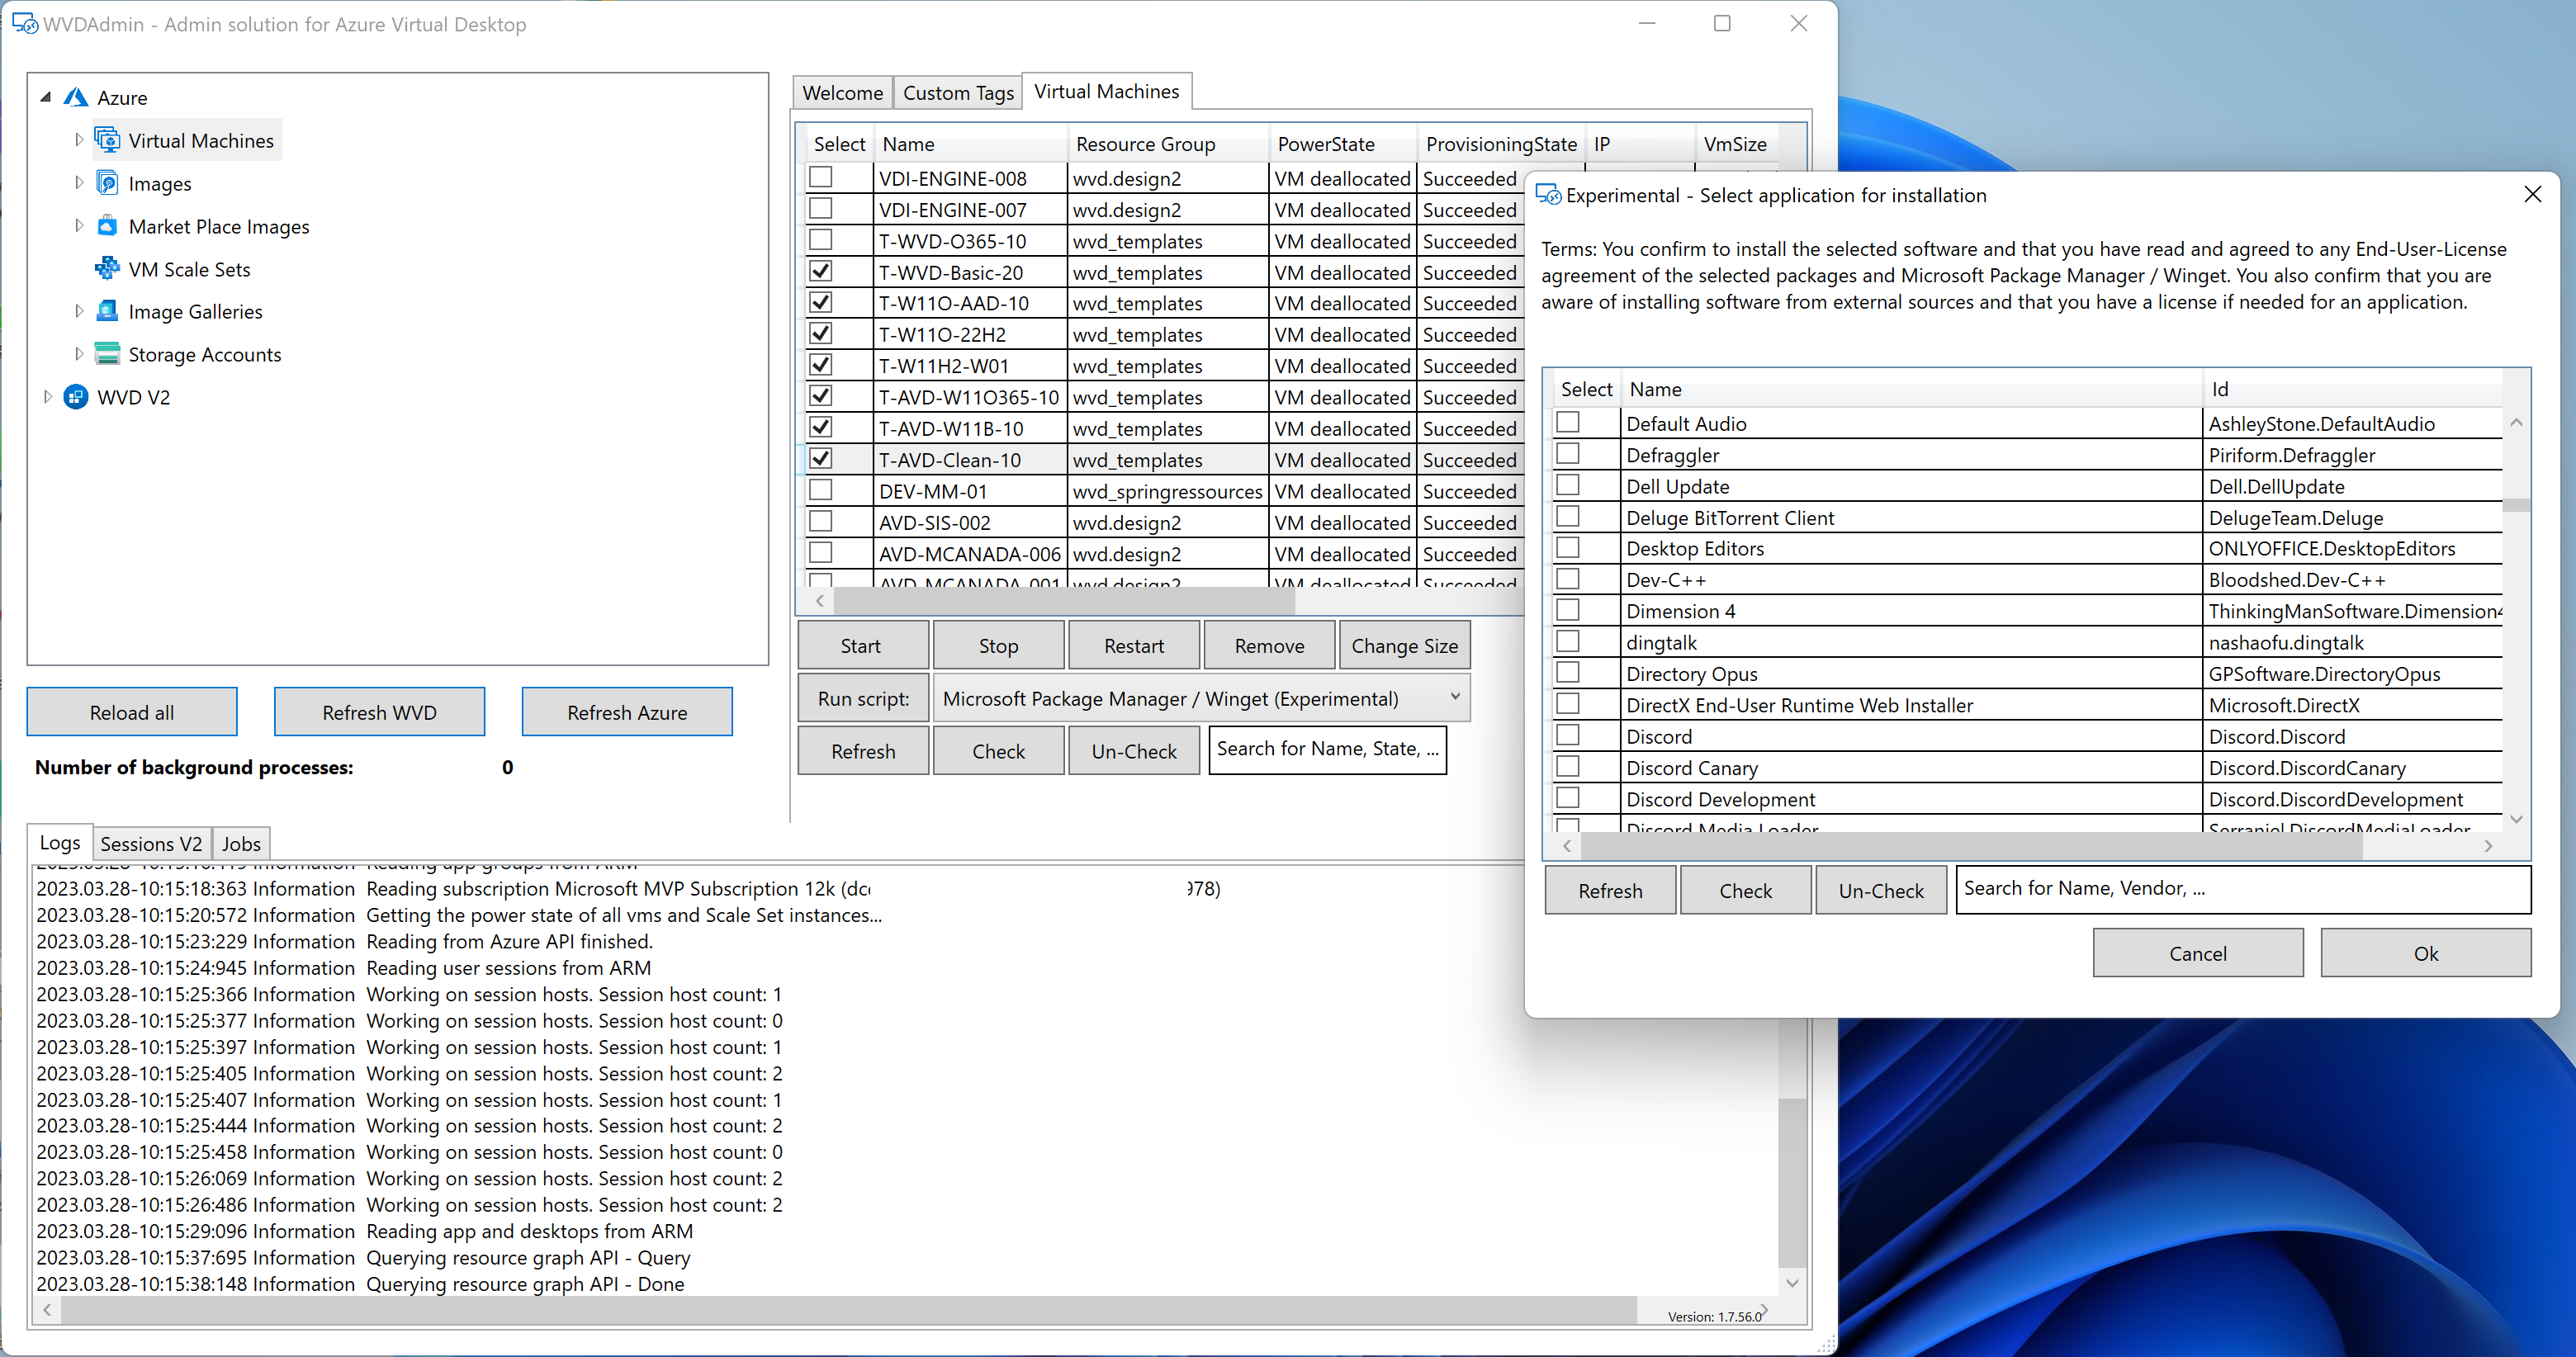 WVDAdmin - Admin solution for Azure Virtual Desktop
Azure
Virtual Machines
Images
Market Place Images
VM Scale Sets
Image Galleries
Storage Accounts
WVD V2
Reload all
Refresh WVD
Refresh Azure
Number of background processes: 0
Welcome
Custom Tags
Virtual Machines
Select Name Resource Group PowerState ProvisioningState IP VmSize
VDI-ENGINE-008 wvd.design2 VM deallocated Succeeded
VDI-ENGINE-007 wvd.design2 VM deallocated Succeeded
T-WVD-O365-10 wvd_templates VM deallocated Succeeded
T-WVD-Basic-20 wvd_templates VM deallocated Succeeded
T-W11O-AAD-10 wvd_templates VM deallocated Succeeded
T-W11O-22H2 wvd_templates VM deallocated Succeeded
T-W11H2-W01 wvd_templates VM deallocated Succeeded
T-AVD-W11O365-10 wvd_templates VM deallocated Succeeded
T-AVD-W11B-10 wvd_templates VM deallocated Succeeded
T-AVD-Clean-10 wvd_templates VM deallocated Succeeded
DEV-MM-01 wvd_springressources VM deallocated Succeeded
AVD-SIS-002 wvd.design2 VM deallocated Succeeded
AVD-MCANADA-006 wvd.design2 VM deallocated Succeeded
AVD-MCANADA-001 wvd.design2 VM deallocated Succeeded
Start
Stop
Restart
Remove
Change Size
Run script:
Microsoft Package Manager / Winget (Experimental)
Refresh
Check
Un-Check
Search for Name, State, ...
Experimental - Select application for installation
Terms: You confirm to install the selected software and that you have read and agreed to any End-User-License
agreement of the selected packages and Microsoft Package Manager / Winget. You also confirm that you are
aware of installing software from external sources and that you have a license if needed for an application.
Select Name Id
Default Audio AshleyStone.DefaultAudio
Defraggler Piriform.Defraggler
Dell Update Dell.DellUpdate
Deluge BitTorrent Client DelugeTeam.Deluge
Desktop Editors ONLYOFFICE.DesktopEditors
Dev-C++ Bloodshed.Dev-C++
Dimension 4 ThinkingManSoftware.Dimension4
dingtalk nashaofu.dingtalk
Directory Opus GPSoftware.DirectoryOpus
DirectX End-User Runtime Web Installer Microsoft.DirectX
Discord Discord.Discord
Discord Canary Discord.DiscordCanary
Discord Development Discord.DiscordDevelopment
Discord Media Loader Serraniel.DiscordMediaLoader
Refresh
Check
Un-Check
Search for Name, Vendor, ...
Cancel
Ok
Logs
Sessions V2
Jobs
Information Reading app groups from ARM
2023.03.28-10:15:18:363 Information Reading subscription Microsoft MVP Subscription 12k (dc 978)
2023.03.28-10:15:20:572 Information Getting the power state of all vms and Scale Set instances...
2023.03.28-10:15:23:229 Information Reading from Azure API finished.
2023.03.28-10:15:24:945 Information Reading user sessions from ARM
2023.03.28-10:15:25:366 Information Working on session hosts. Session host count: 1
2023.03.28-10:15:25:377 Information Working on session hosts. Session host count: 0
2023.03.28-10:15:25:397 Information Working on session hosts. Session host count: 1
2023.03.28-10:15:25:405 Information Working on session hosts. Session host count: 2
2023.03.28-10:15:25:407 Information Working on session hosts. Session host count: 1
2023.03.28-10:15:25:444 Information Working on session hosts. Session host count: 2
2023.03.28-10:15:25:458 Information Working on session hosts. Session host count: 0
2023.03.28-10:15:26:069 Information Working on session hosts. Session host count: 2
2023.03.28-10:15:26:486 Information Working on session hosts. Session host count: 2
2023.03.28-10:15:29:096 Information Reading app and desktops from ARM
2023.03.28-10:15:37:695 Information Querying resource graph API - Query
2023.03.28-10:15:38:148 Information Querying resource graph API - Done
Version: 1.7.56.0